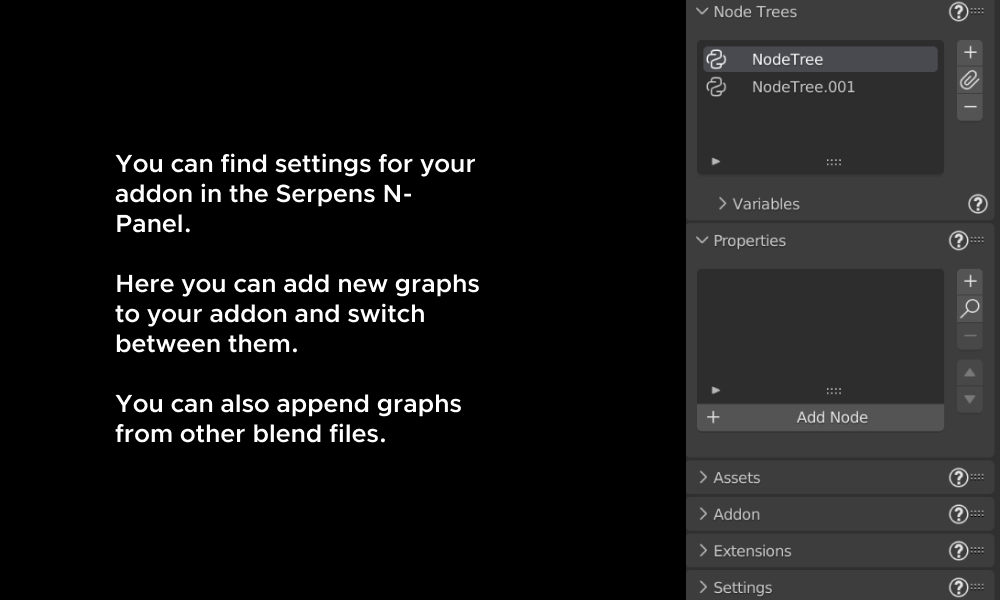 You can find settings for your
addon in the Serpens N-
Panel.
Here you can add new graphs
to your addon and switch
between them.
You can also append graphs
from other blend files.
Node Trees
NodeTree
NodeTree.001
Variables
Properties
Add Node
Assets
Addon
Extensions
Settings